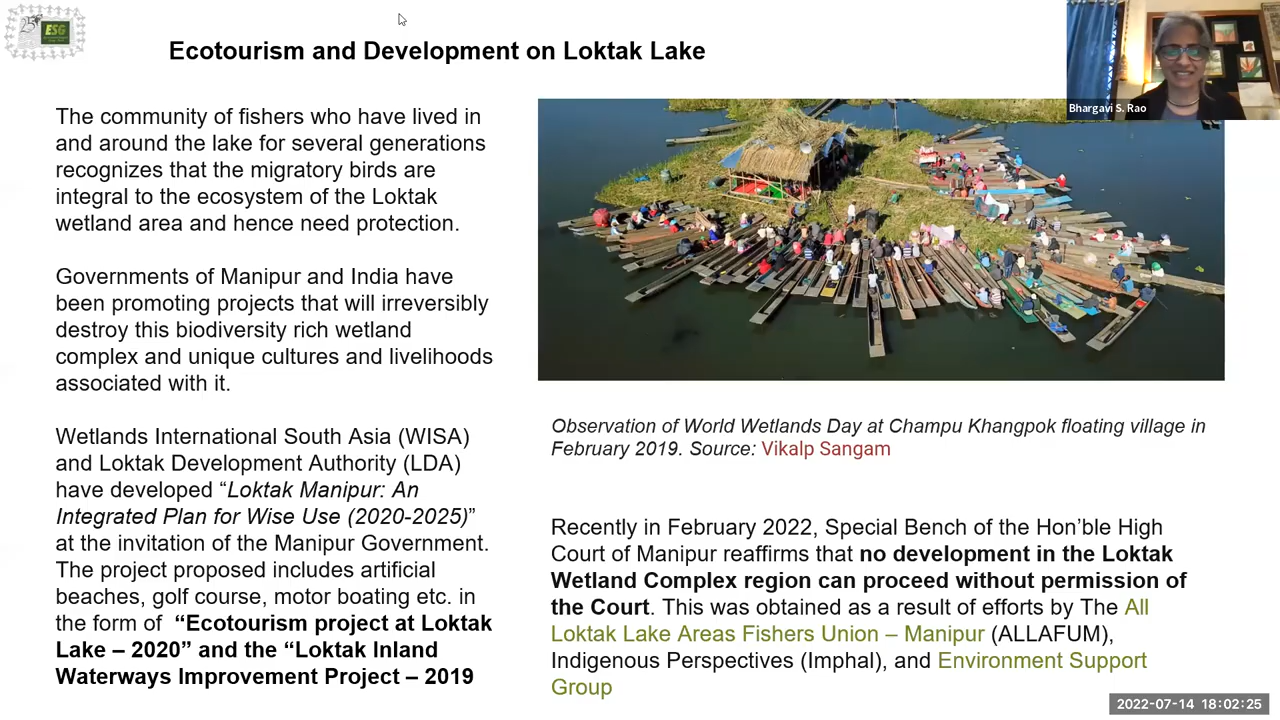 25
ESG
Ecotourism and Development on Loktak Lake
Bhargavi S. Rao
The community of fishers who have lived in
and around the lake for several generations
recognizes that the migratory birds are
integral to the ecosystem of the Loktak
wetland area and hence need protection.
Governments of Manipur and India have
been promoting projects that will irreversibly
destroy this biodiversity rich wetland
complex and unique cultures and livelihoods
associated with it.
Wetlands International South Asia (WISA)
and Loktak Development Authority (LDA)
have developed “Loktak Manipur: An
Integrated Plan for Wise Use (2020-2025)”
at the invitation of the Manipur Government.
The project proposed includes artificial
beaches, golf course, motor boating etc. in
the form of “Ecotourism project at Loktak
Lake – 2020” and the “Loktak Inland
Waterways Improvement Project – 2019
Observation of World Wetlands Day at Champu Khangpok floating village in
February 2019. Source: Vikalp Sangam
Recently in February 2022, Special Bench of the Hon’ble High
Court of Manipur reaffirms that no development in the Loktak
Wetland Complex region can proceed without permission of
the Court. This was obtained as a result of efforts by The All
Loktak Lake Areas Fishers Union – Manipur (ALLAFUM),
Indigenous Perspectives (Imphal), and Environment Support
Group
2022-07-14 18:02:25